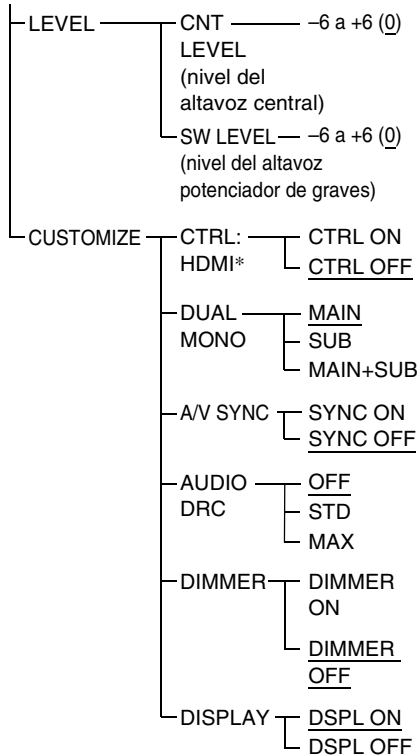 LEVEL CNT –6 a +6 (0)
LEVEL
(nivel del
altavoz central)
SW LEVEL –6 a +6 (0)
(nivel del altavoz
potenciador de graves)
CUSTOMIZE CTRL: CTRL ON
HDMI* CTRL OFF
DUAL MAIN
MONO SUB
MAIN+SUB
A/V SYNC SYNC ON
SYNC OFF
AUDIO OFF
DRC STD
MAX
DIMMER DIMMER
ON
DIMMER
OFF
DISPLAY DSPL ON
DSPL OFF